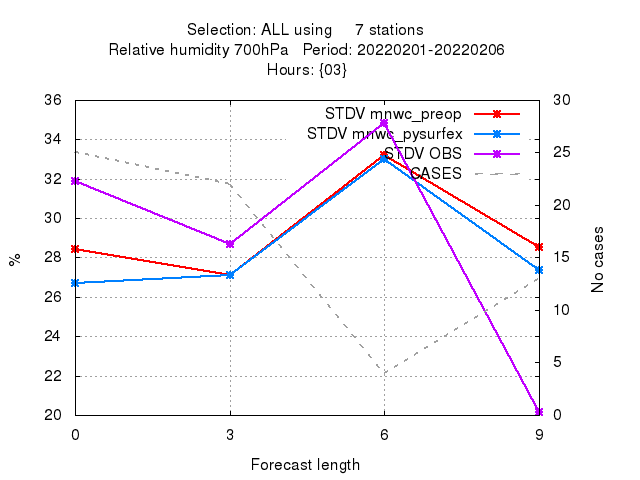 Selection: ALL using 7 stations
Relative humidity 700hPa Period: 20220201-20220206
Hours: {03}
STDV mnwc_preop
STDV mnwc_pysurfex
STDV OBS
CASES
36
34
32
30
28
26
24
22
20
%
30
25
20
15
10
5
0
No cases
0 3 6 9
Forecast length